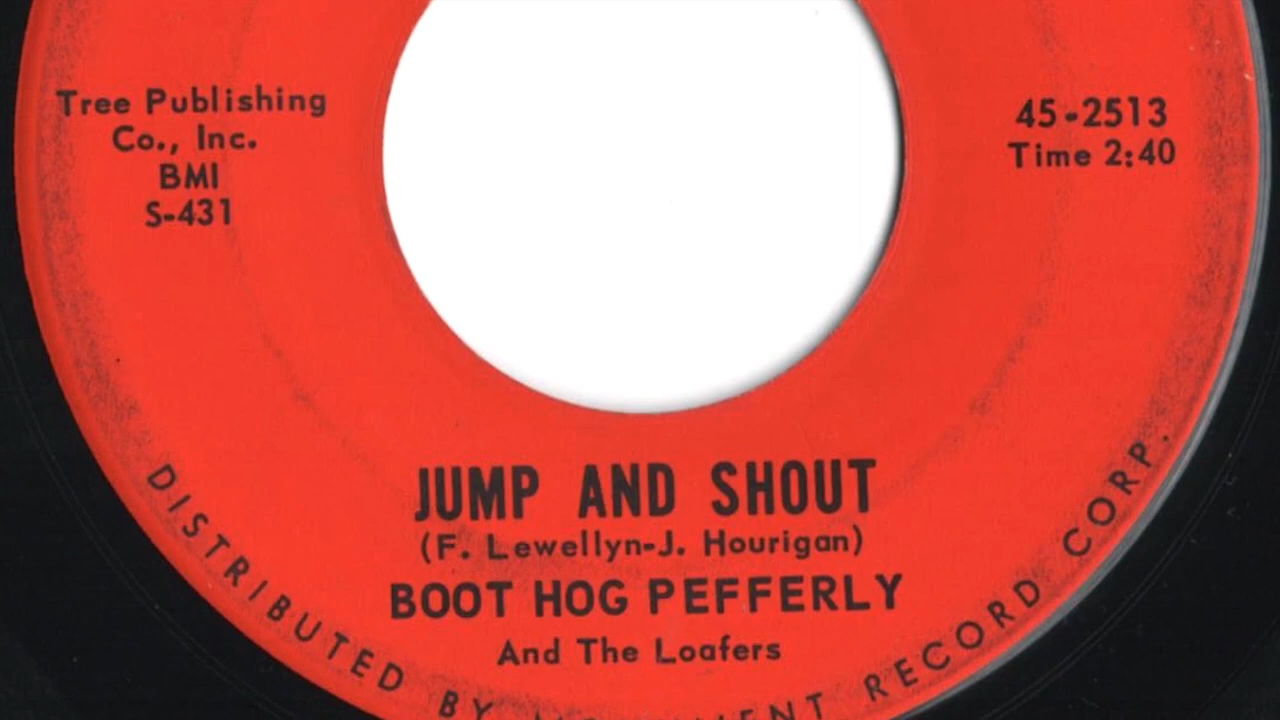 Tree Publishing
Co., Inc.
BMI
S-431
45-2513
Time 2:40
JUMP AND SHOUT
(F. Lewellyn-J. Hourigan)
BOOT HOG PEFFERLY
And The Loafers
DISTRIBUTED BY RECORD CORP.